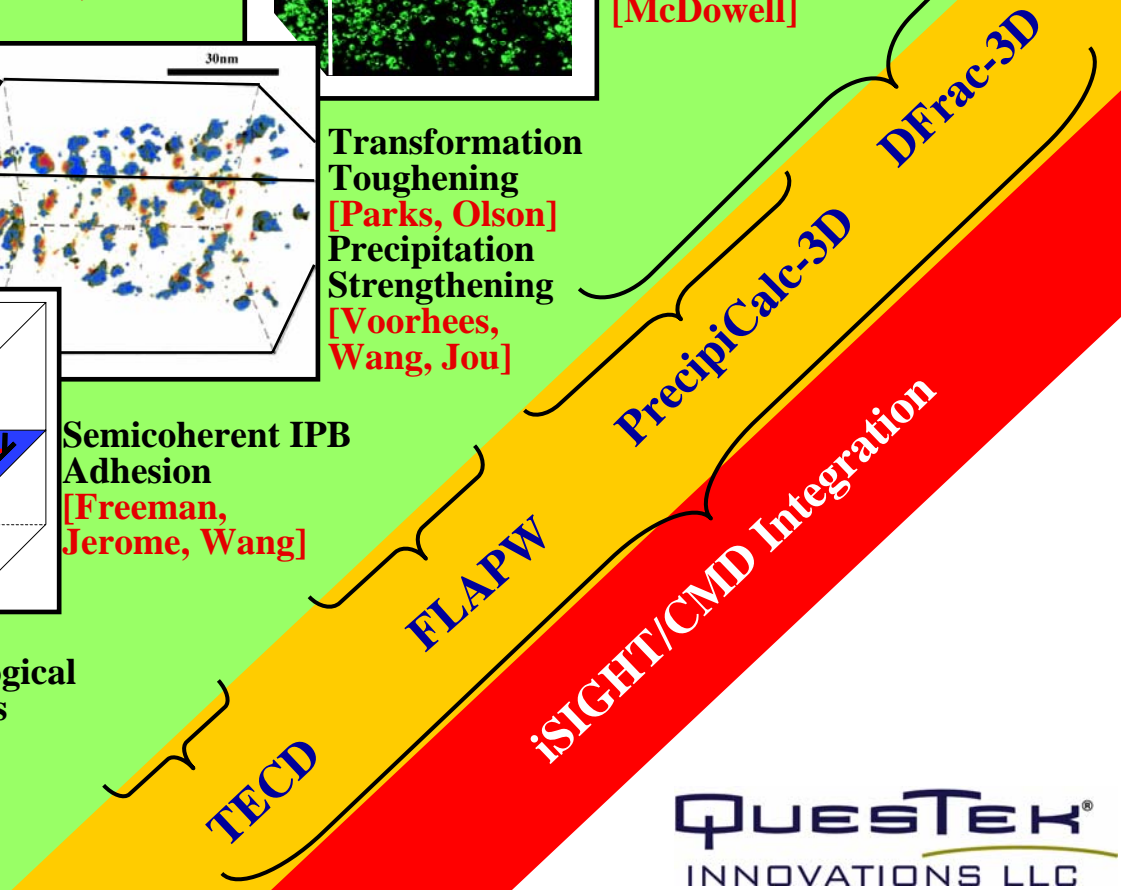 [McDowell]
30nm
Transformation
Toughening
[Parks, Olson]
Precipitation
Strengthening
[Voorhees,
Wang, Jou]
Semicoherent IPB
Adhesion
[Freeman,
Jerome, Wang]
DFrac-3D
PrecipiCalc-3D
FLAPW
TECD
iSIGHT/CMD Integration
QUESTEK®
INNOVATIONS LLC